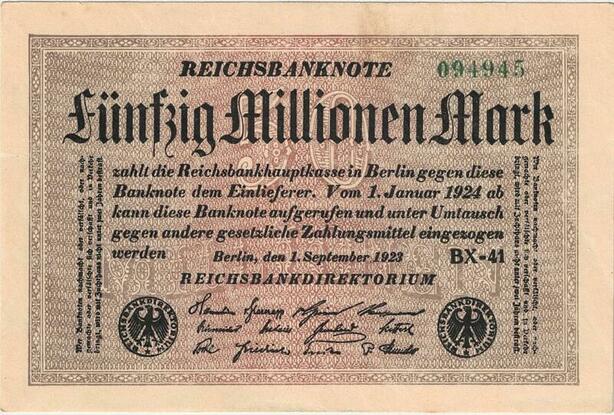 REICHSBANKNOTE 094945
Fünfzig Millionen Mark
zahlt die Reichsbankhauptkasse in Berlin gegen diese
Banknote dem Einlieferer. Vom 1. Januar 1924 ab
kann diese Banknote aufgerufen und unter Umtausch
gegen andere gesetzliche Zahlungsmittel eingezogen
werden Berlin, den 1. September 1923 BX-41
REICHSBANKDIREKTORIUM
REICHSBANKDIREKTORIUM
REICHSBANKDIREKTORIUM